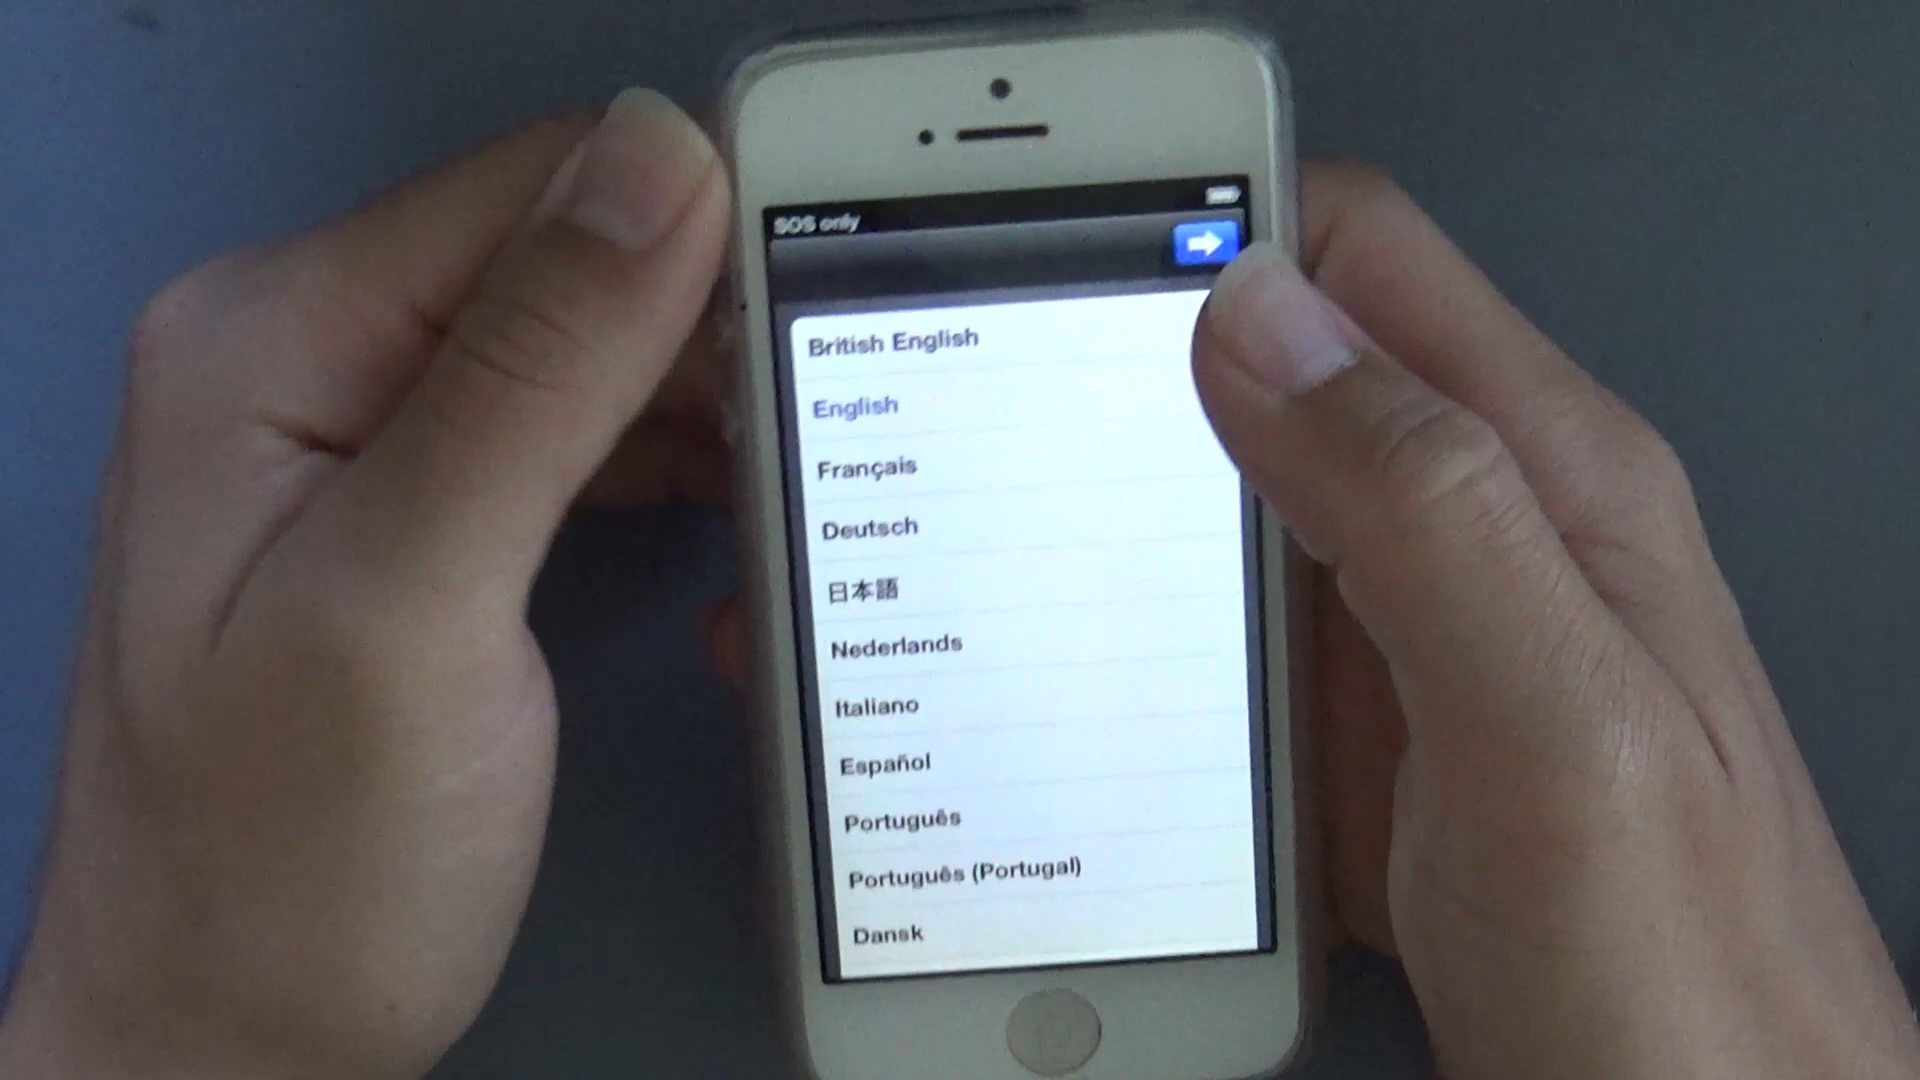 SOS only
British English
English
Français
Deutsch
日本語
Nederlands
Italiano
Español
Português
Português (Portugal)
Dansk